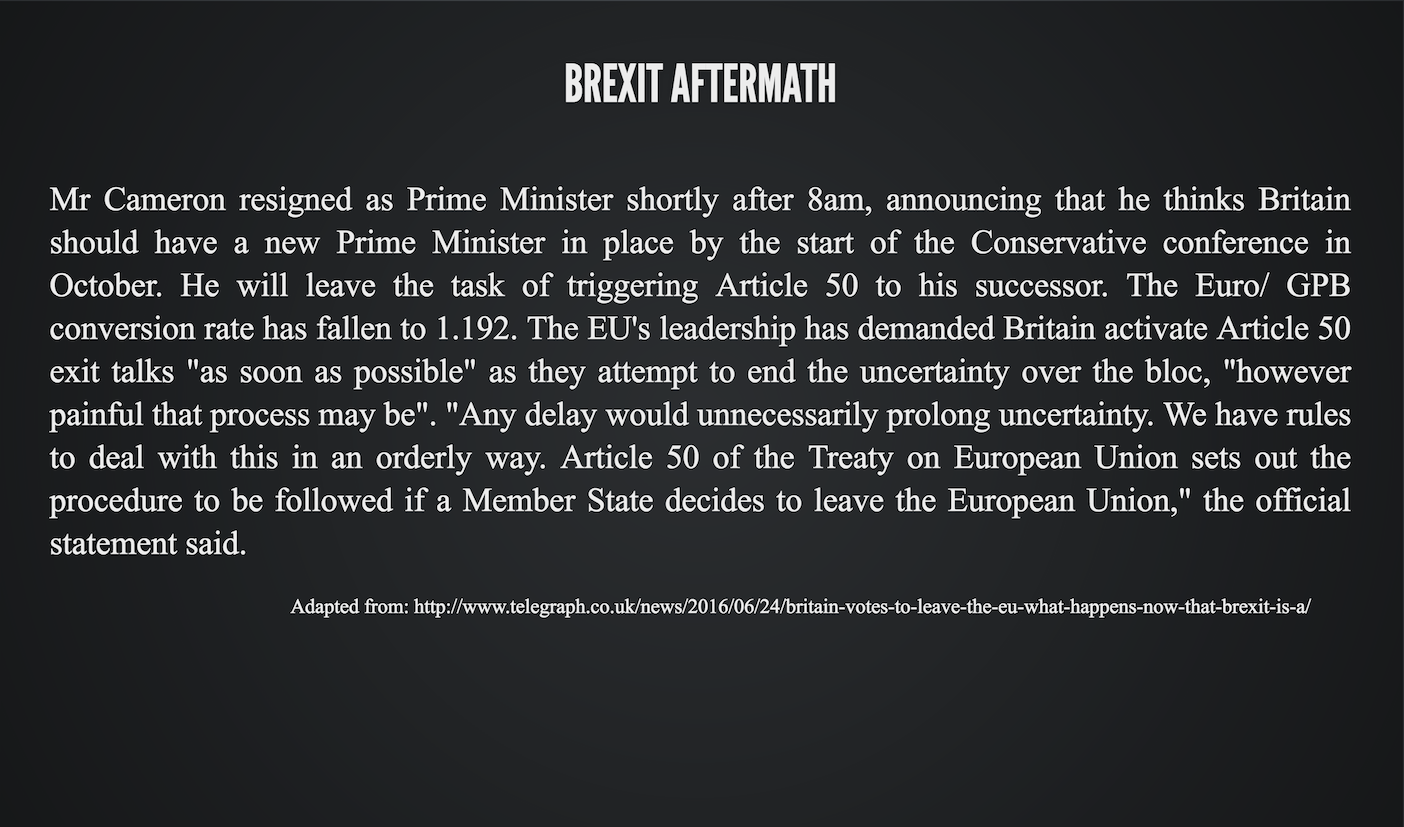 BREXIT AFTERMATH
Mr Cameron resigned as Prime Minister shortly after 8am, announcing that he thinks Britain
should have a new Prime Minister in place by the start of the Conservative conference in
October. He will leave the task of triggering Article 50 to his successor. The Euro/ GPB
conversion rate has fallen to 1.192. The EU's leadership has demanded Britain activate Article 50
exit talks "as soon as possible" as they attempt to end the uncertainty over the bloc, "however
painful that process may be". "Any delay would unnecessarily prolong uncertainty. We have rules
to deal with this in an orderly way. Article 50 of the Treaty on European Union sets out the
procedure to be followed if a Member State decides to leave the European Union," the official
statement said.
Adapted from: http://www.telegraph.co.uk/news/2016/06/24/britain-votes-to-leave-the-eu-what-happens-now-that-brexit-is-a/